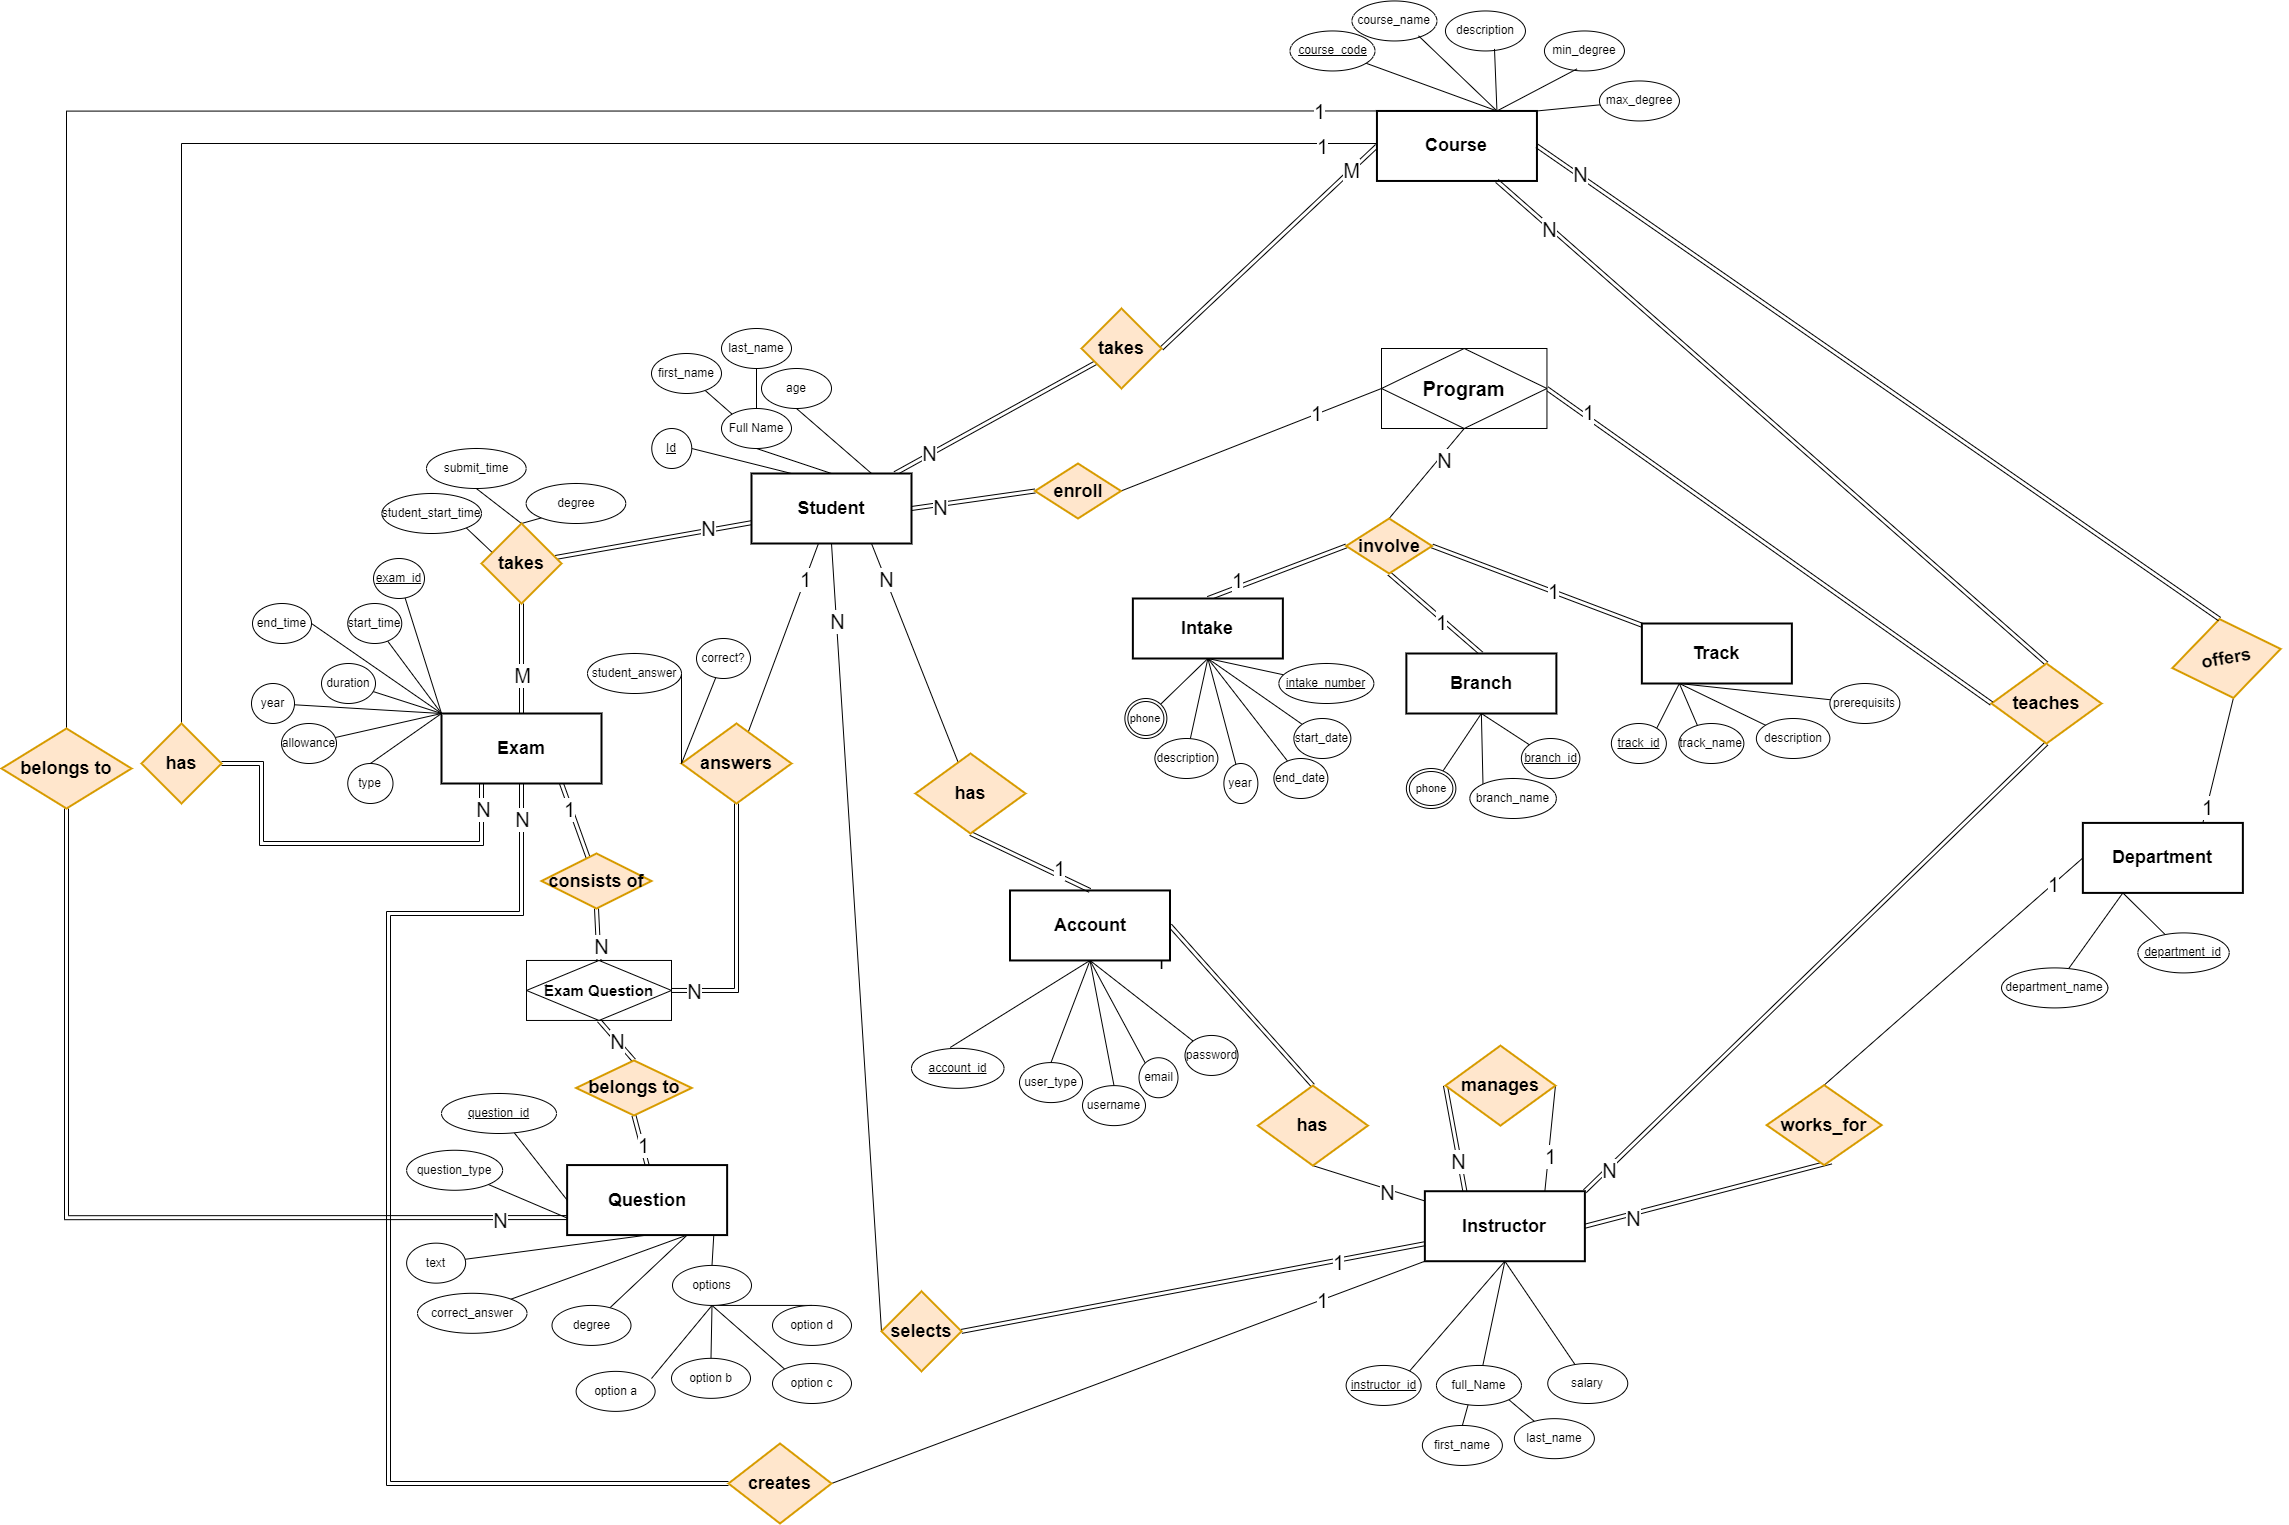 course_name
description
course_code
min_degree
max_degree
1
Course
1
M
N
N
takes
last_name
first_name
age
Full Name
Id
Program
1
1
N
N
submit_time
degree
student_start_time
Student
enroll
N
N
takes
involve
exam_id
1
N
1
1
end_time
start_time
N
1
Intake
Track
Branch
offers
correct?
student_answer
M
duration
year
allowance
type
Exam
intake_number
phone
description
start_date
year
end_date
phone
branch_id
branch_name
prerequisits
track_id
track_name
description
teaches
belongs to
has
answers
has
N
N
1
1
consists of
1
Department
1
Account
N
Exam Question
N
department_id
department_name
N
belongs to
account_id
user_type
username
email
password
manages
has
works_for
question_id
1
question_type
Question
N
N
N
1
N
Instructor
N
text
options
correct_answer
degree
option d
option a
option b
option c
selects
1
1
instructor_id
full_Name
salary
first_name
last_name
creates